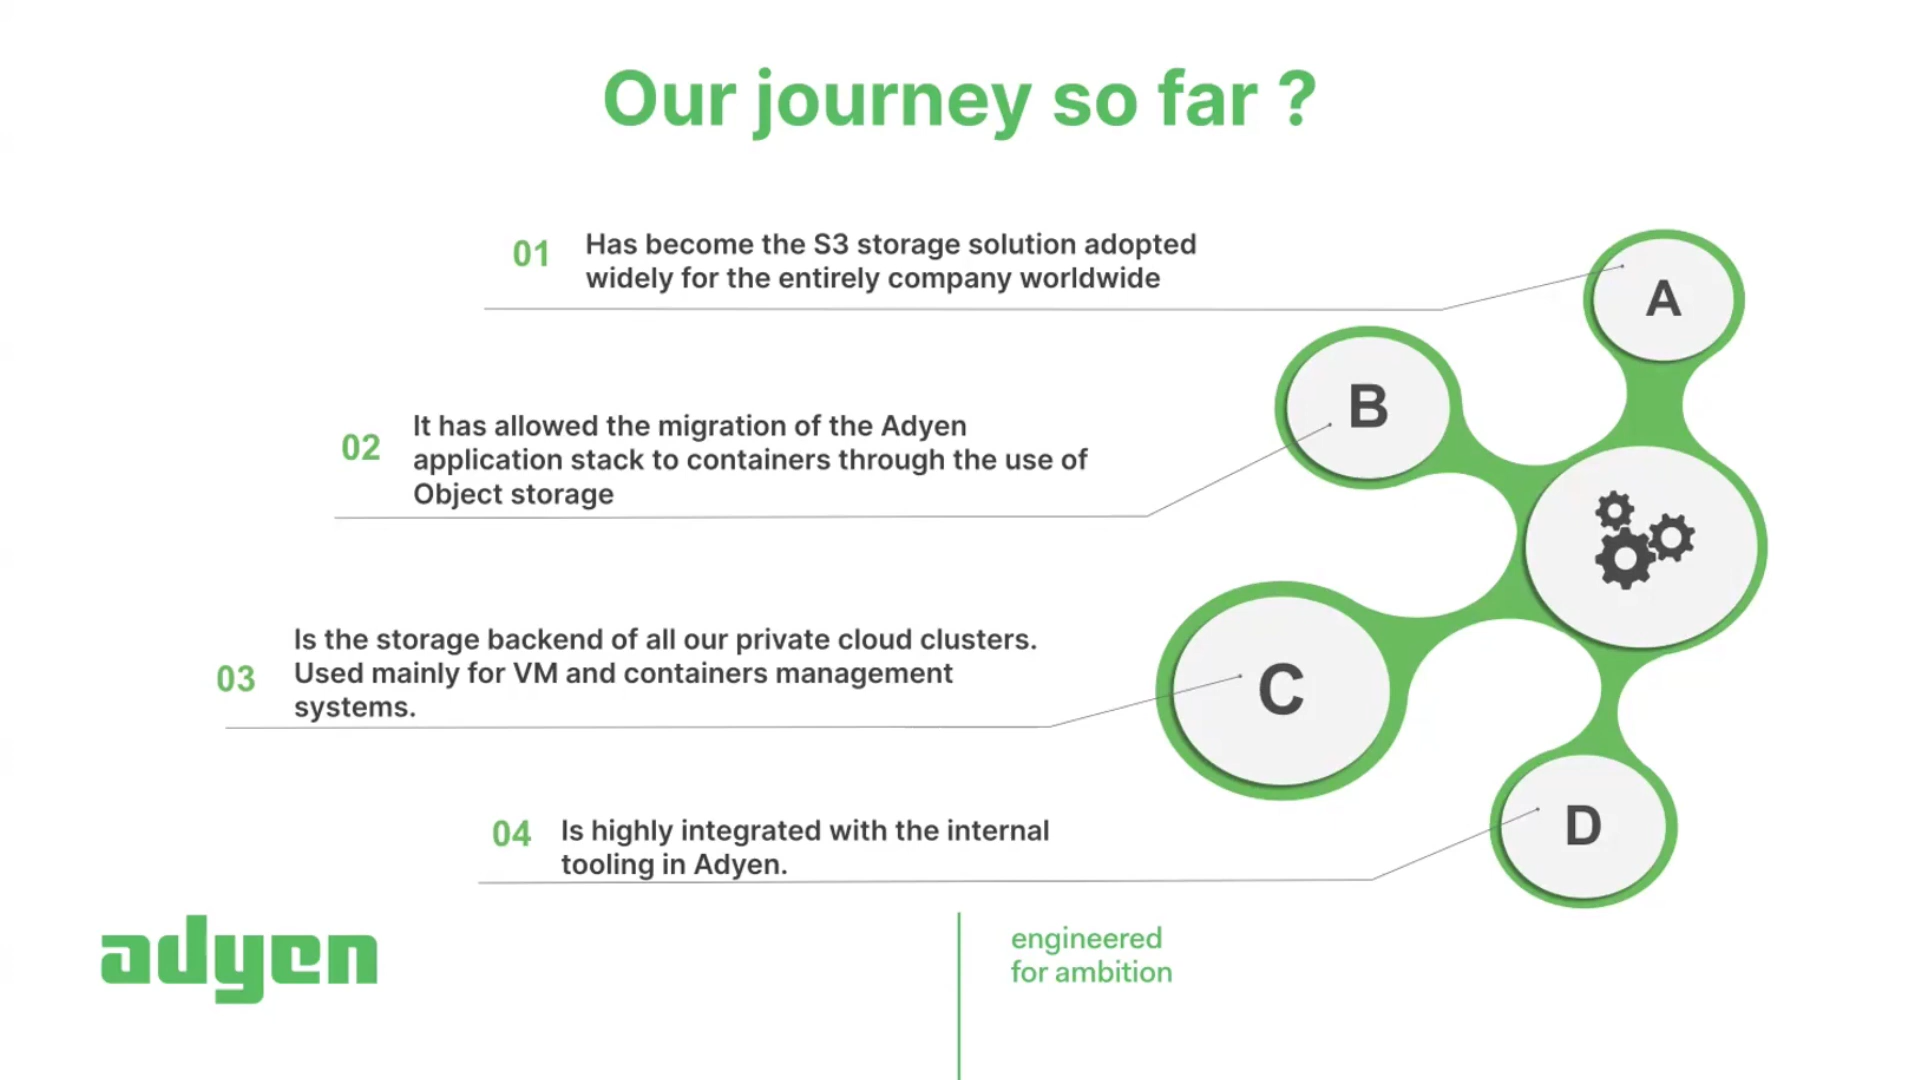 Our journey so far ?
01
Has become the S3 storage solution adopted
widely for the entirely company worldwide
A
B
02
It has allowed the migration of the Adyen
application stack to containers through the use of
Object storage
03
Is the storage backend of all our private cloud clusters.
Used mainly for VM and containers management
systems.
C
04
Is highly integrated with the internal
tooling in Adyen.
D
adyen
engineered
for ambition